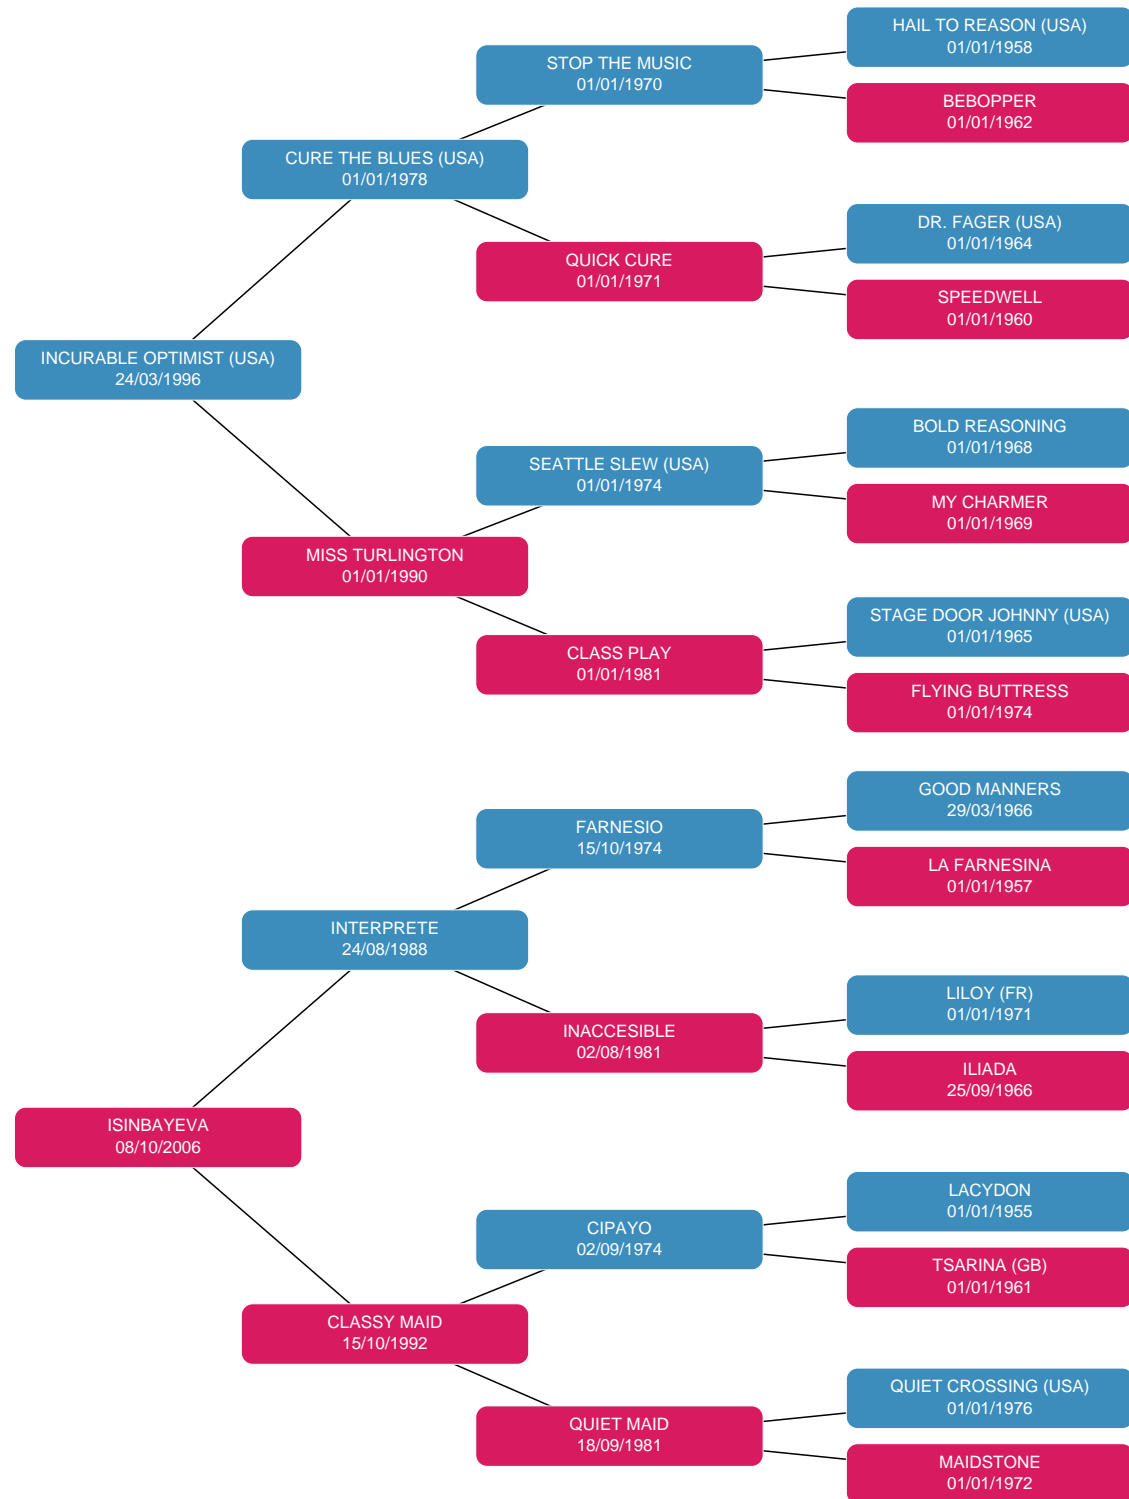 HAIL TO REASON (USA)
01/01/1958
STOP THE MUSIC
01/01/1970
BEBOPPER
01/01/1962
CURE THE BLUES (USA)
01/01/1978
DR. FAGER (USA)
01/01/1964
QUICK CURE
01/01/1971
SPEEDWELL
01/01/1960
INCURABLE OPTIMIST (USA)
24/03/1996
BOLD REASONING
01/01/1968
SEATTLE SLEW (USA)
01/01/1974
MY CHARMER
01/01/1969
MISS TURLINGTON
01/01/1990
STAGE DOOR JOHNNY (USA)
01/01/1965
CLASS PLAY
01/01/1981
FLYING BUTTRESS
01/01/1974
GOOD MANNERS
29/03/1966
FARNESIO
15/10/1974
LA FARNESINA
01/01/1957
INTERPRETE
24/08/1988
LILOY (FR)
01/01/1971
INACCESIBLE
02/08/1981
ILIADA
25/09/1966
ISINBAYEVA
08/10/2006
LACYDON
01/01/1955
CIPAYO
02/09/1974
TSARINA (GB)
01/01/1961
CLASSY MAID
15/10/1992
QUIET CROSSING (USA)
01/01/1976
QUIET MAID
18/09/1981
MAIDSTONE
01/01/1972